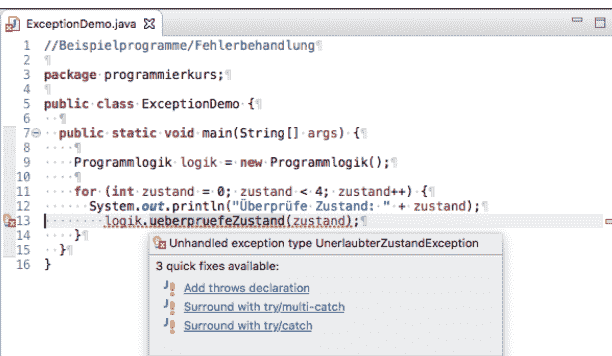 ExceptionDemo.java
1 //Beispielprogramme/Fehlerbehandlung¶
2 ¶
3 package·programmierkurs;¶
4 ¶
5 public·class·ExceptionDemo·{¶
6 ··¶
7 ··public·static·void·main(String[]·args)·{¶
8 ····¶
9 ····Programmlogik·logik·=·new·Programmlogik();¶
10 ····¶
11 ····for·(int·zustand·=·0;·zustand·<·4;·zustand++)·{¶
12 ······System.out.println("Überprüfe·Zustand:·"·+·zustand);¶
13 ········logik.ueberpruefeZustand(zustand);¶
14 ····}¶
15 ··}¶
16 }
Unhandled exception type UnerlaubterZustandException
3 quick fixes available:
Add throws declaration
Surround with try/multi-catch
Surround with try/catch